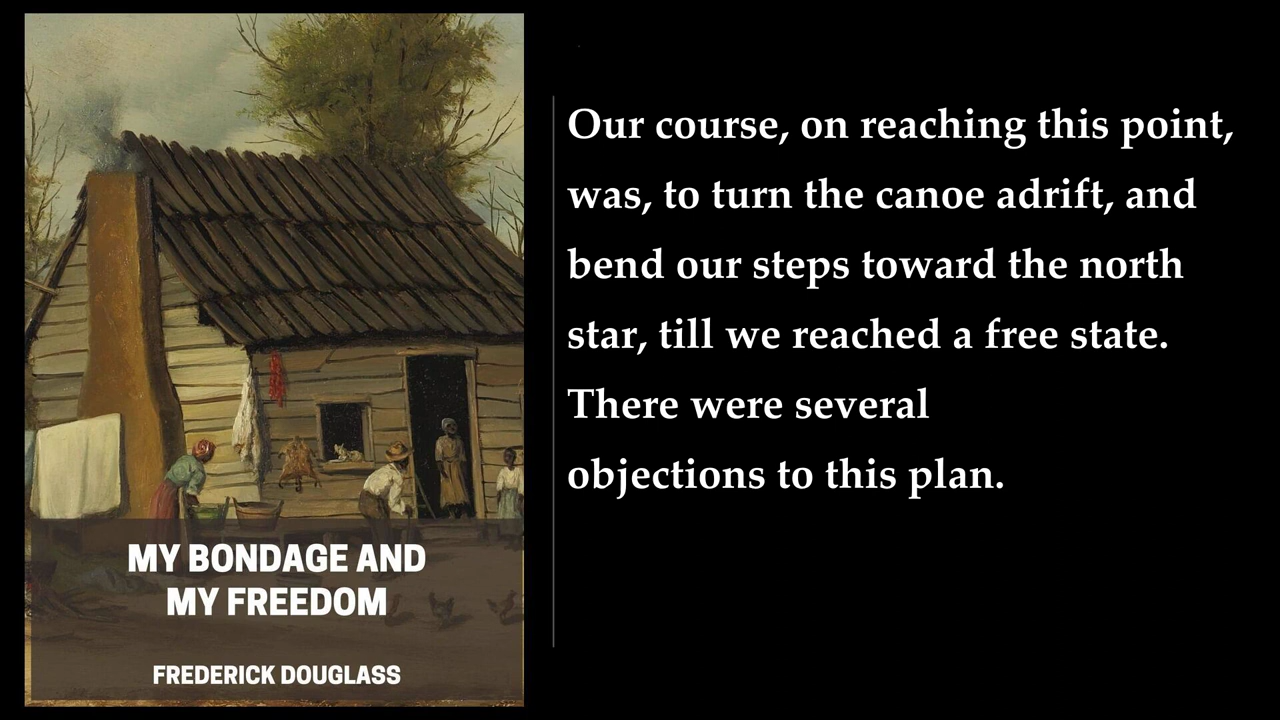 MY BONDAGE AND
MY FREEDOM
FREDERICK DOUGLASS
Our course, on reaching this point,
was, to turn the canoe adrift, and
bend our steps toward the north
star, till we reached a free state.
There were several
objections to this plan.